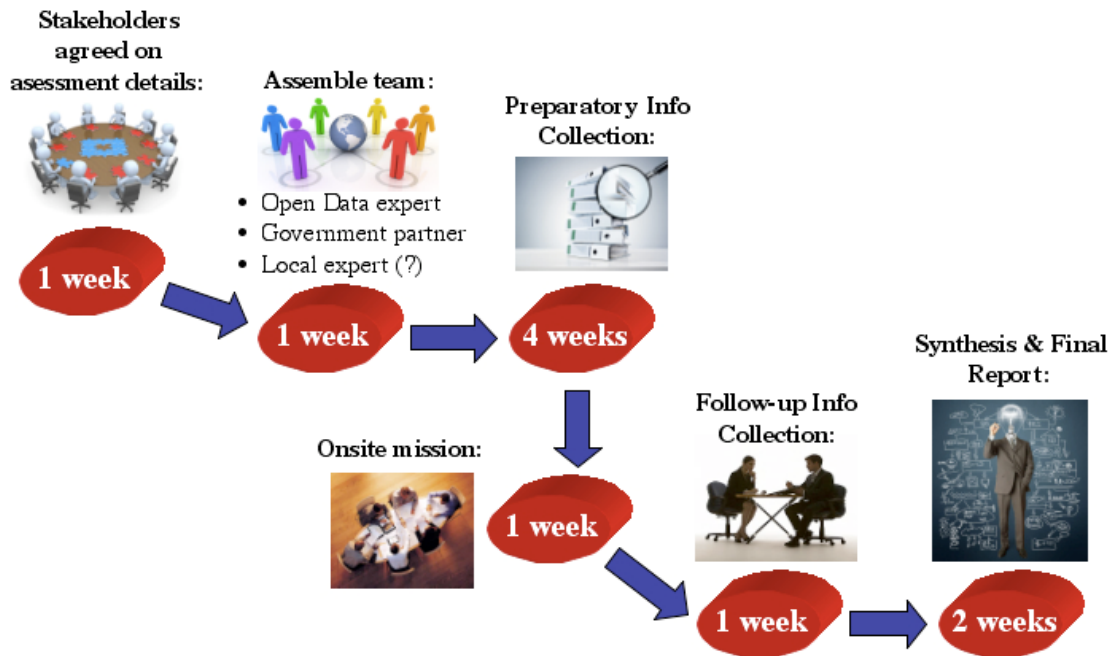 Stakeholders
agreed on
asessment details:
1 week
Assemble team:
• Open Data expert
• Government partner
• Local expert (?)
1 week
Preparatory Info
Collection:
4 weeks
Onsite mission:
1 week
Follow-up Info
Collection:
1 week
Synthesis & Final
Report:
2 weeks